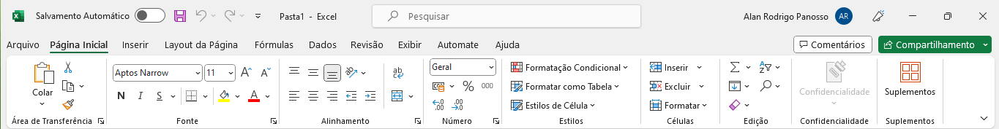 Salvamento Automático Pasta1 - Excel Pesquisar Alan Rodrigo Panosso AR
Arquivo Página Inicial Inserir Layout da Página Fórmulas Dados Revisão Exibir Automate Ajuda Comentários Compartilhamento
Colar
Área de Transferência
Aptos Narrow 11
N I S A
Fonte
ab
Alinhamento
Geral
% 000
Número
Formatação Condicional
Formatar como Tabela
Estilos de Célula
Estilos
Inserir
Excluir
Formatar
Células
Edição
Confidencialidade
Confidencialidade
Suplementos
Suplementos